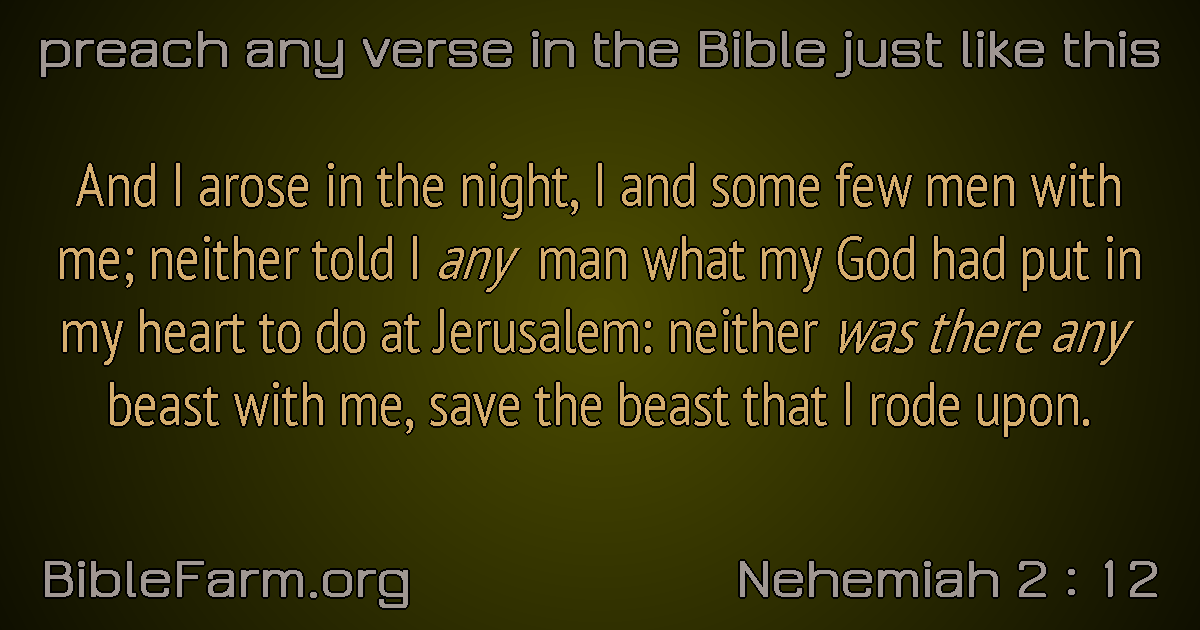 preach any verse in the Bible just like this
And I arose in the night, I and some few men with
me; neither told I any man what my God had put in
my heart to do at Jerusalem: neither was there any
beast with me, save the beast that I rode upon.
BibleFarm.org
Nehemiah 2 : 12